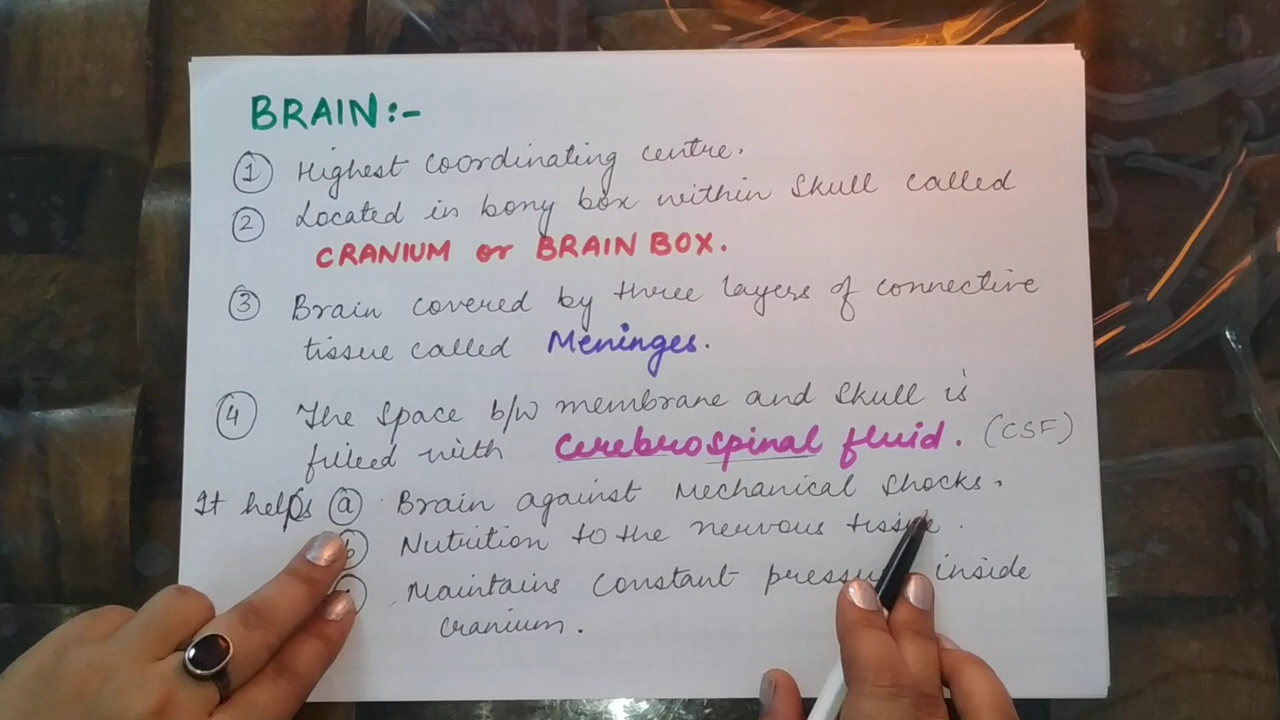 BRAIN:-
① Highest coordinating centre.
② Located in bony box within skull called
CRANIUM or BRAIN BOX.
③ Brain covered by three layers of connective
tissue called Meninges.
④ The space b/w membrane and skull is
filled with Cerebrospinal fluid. (CSF)
It helps ⓐ Brain against Mechanical shocks.
ⓑ Nutrition to the nervous tissue.
Maintains constant pressure inside
cranium.